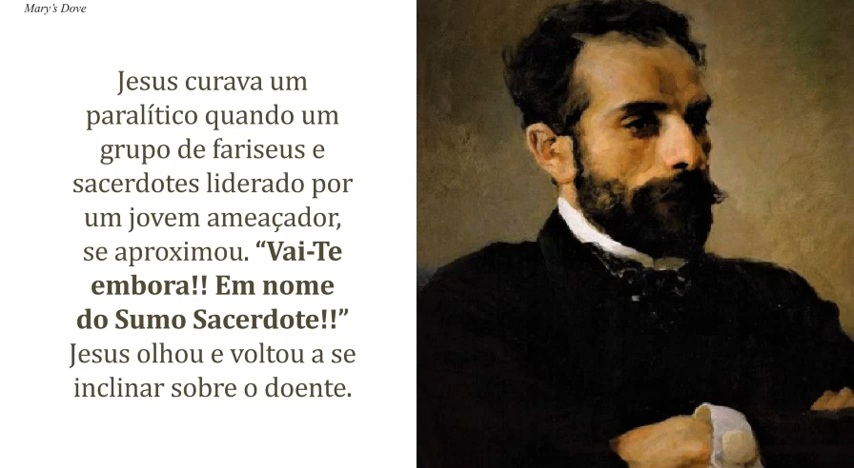 Mary's Dove
Jesus curava um
paralítico quando um
grupo de fariseus e
sacerdotes liderado por
um jovem ameaçador,
se aproximou. “Vai-Te
embora!! Em nome
do Sumo Sacerdote!!”
Jesus olhou e voltou a se
inclinar sobre o doente.